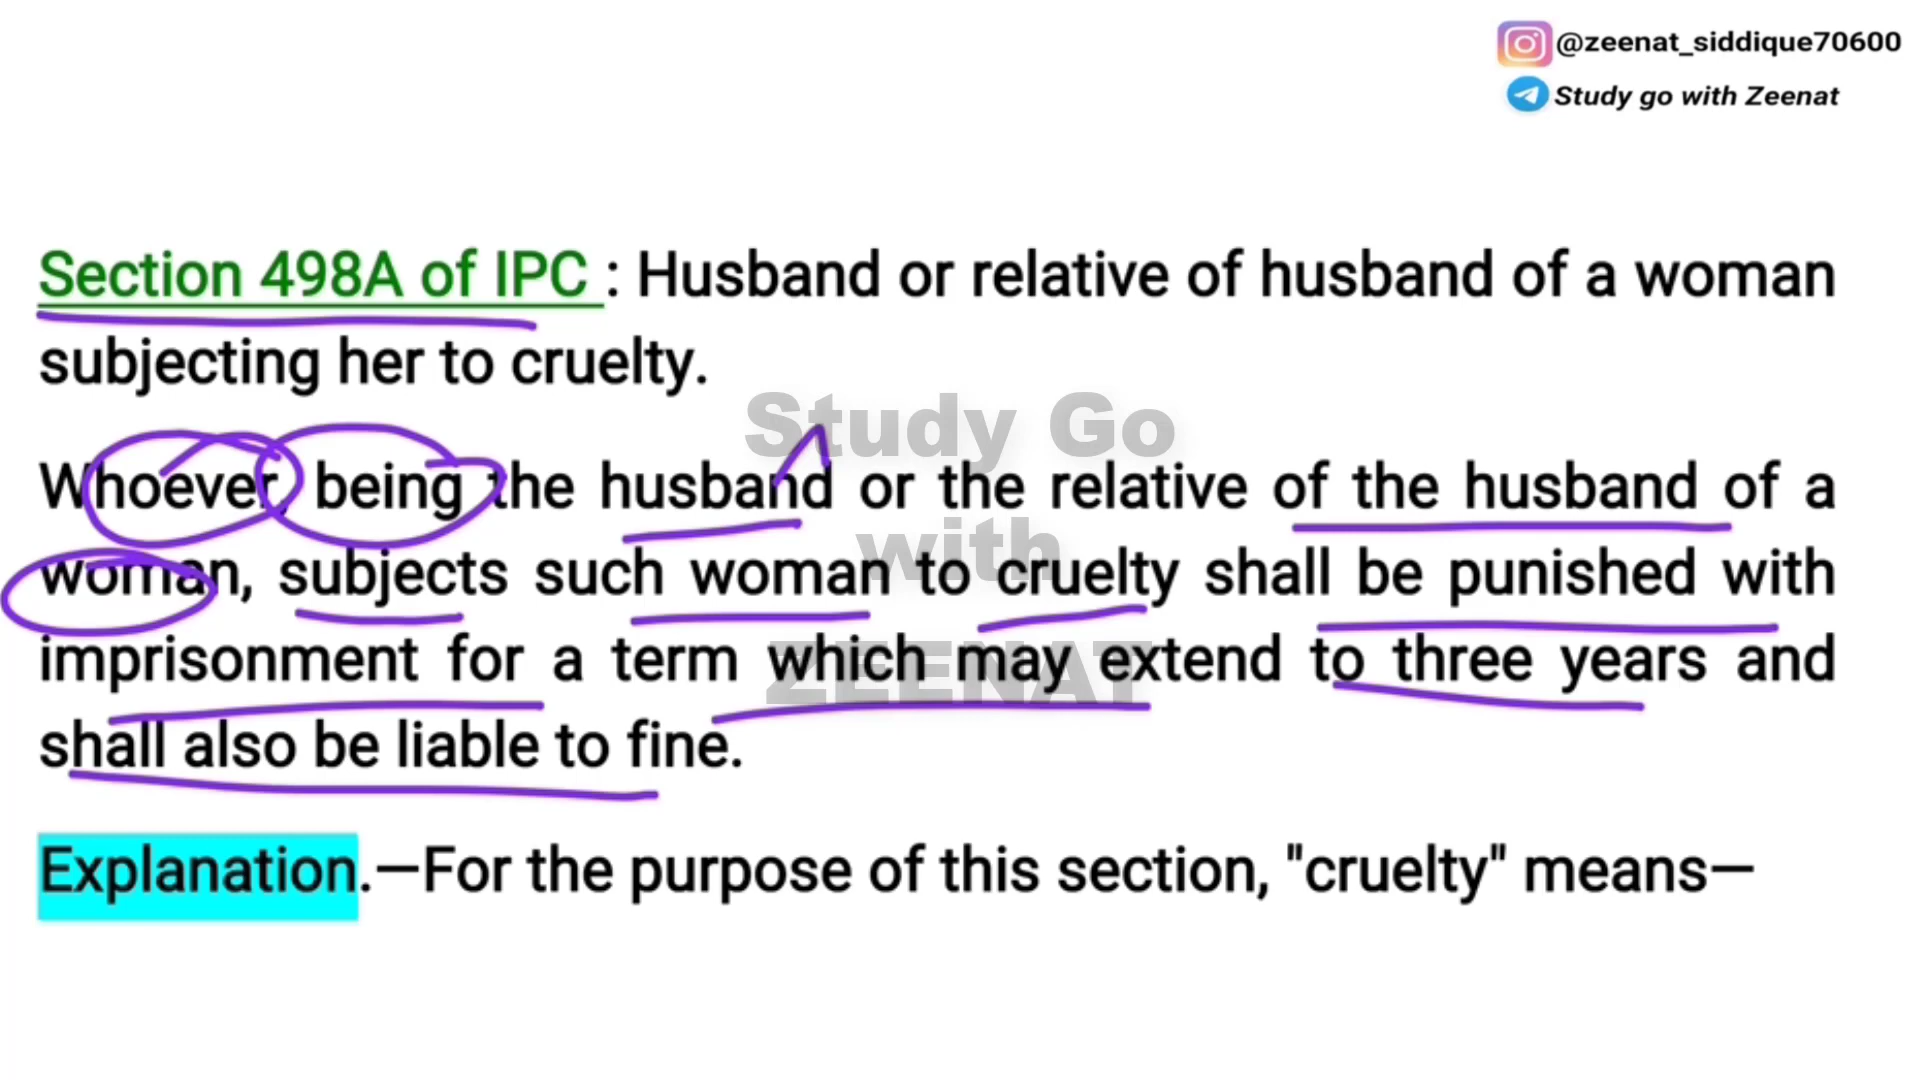 @zeenat_siddique70600
Study go with Zeenat
Section 498A of IPC : Husband or relative of husband of a woman
subjecting her to cruelty.
Whoever, being the husband or the relative of the husband of a
woman, subjects such woman to cruelty shall be punished with
imprisonment for a term which may extend to three years and
shall also be liable to fine.
Explanation.—For the purpose of this section, "cruelty" means—
Study Go
with
ZEENAT